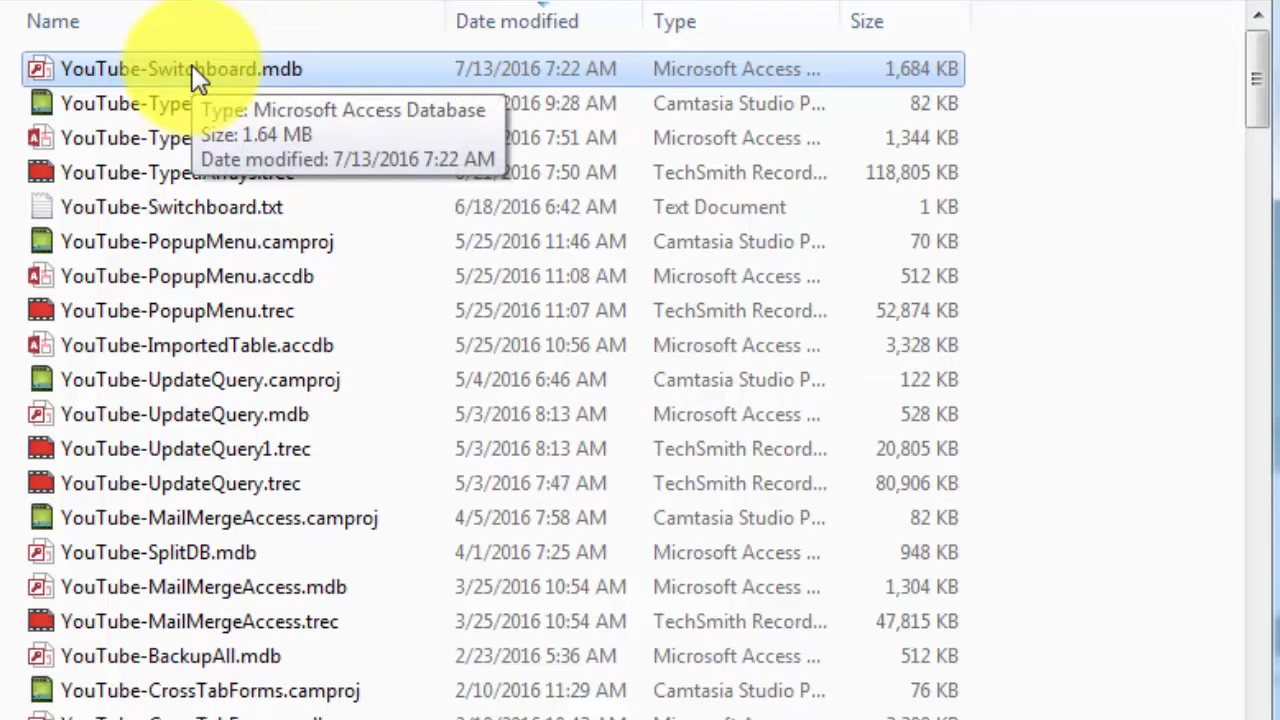 Name Date modified Type Size
YouTube-Switchboard.mdb 7/13/2016 7:22 AM Microsoft Access ... 1,684 KB
YouTube-Type 9:28 AM Camtasia Studio P... 82 KB
Type: Microsoft Access Database
Size: 1.64 MB
YouTube-Type 7:51 AM Microsoft Access ... 1,344 KB
Date modified: 7/13/2016 7:22 AM
YouTube-TypedArrays.trec 7:50 AM TechSmith Record... 118,805 KB
YouTube-Switchboard.txt 6/18/2016 6:42 AM Text Document 1 KB
YouTube-PopupMenu.camproj 5/25/2016 11:46 AM Camtasia Studio P... 70 KB
YouTube-PopupMenu.accdb 5/25/2016 11:08 AM Microsoft Access ... 512 KB
YouTube-PopupMenu.trec 5/25/2016 11:07 AM TechSmith Record... 52,874 KB
YouTube-ImportedTable.accdb 5/25/2016 10:56 AM Microsoft Access ... 3,328 KB
YouTube-UpdateQuery.camproj 5/4/2016 6:46 AM Camtasia Studio P... 122 KB
YouTube-UpdateQuery.mdb 5/3/2016 8:13 AM Microsoft Access ... 528 KB
YouTube-UpdateQuery1.trec 5/3/2016 8:13 AM TechSmith Record... 20,805 KB
YouTube-UpdateQuery.trec 5/3/2016 7:47 AM TechSmith Record... 80,906 KB
YouTube-MailMergeAccess.camproj 4/5/2016 7:58 AM Camtasia Studio P... 82 KB
YouTube-SplitDB.mdb 4/1/2016 7:25 AM Microsoft Access ... 948 KB
YouTube-MailMergeAccess.mdb 3/25/2016 10:54 AM Microsoft Access ... 1,304 KB
YouTube-MailMergeAccess.trec 3/25/2016 10:54 AM TechSmith Record... 47,815 KB
YouTube-BackupAll.mdb 2/23/2016 5:36 AM Microsoft Access ... 512 KB
YouTube-CrossTabForms.camproj 2/10/2016 11:29 AM Camtasia Studio P... 76 KB